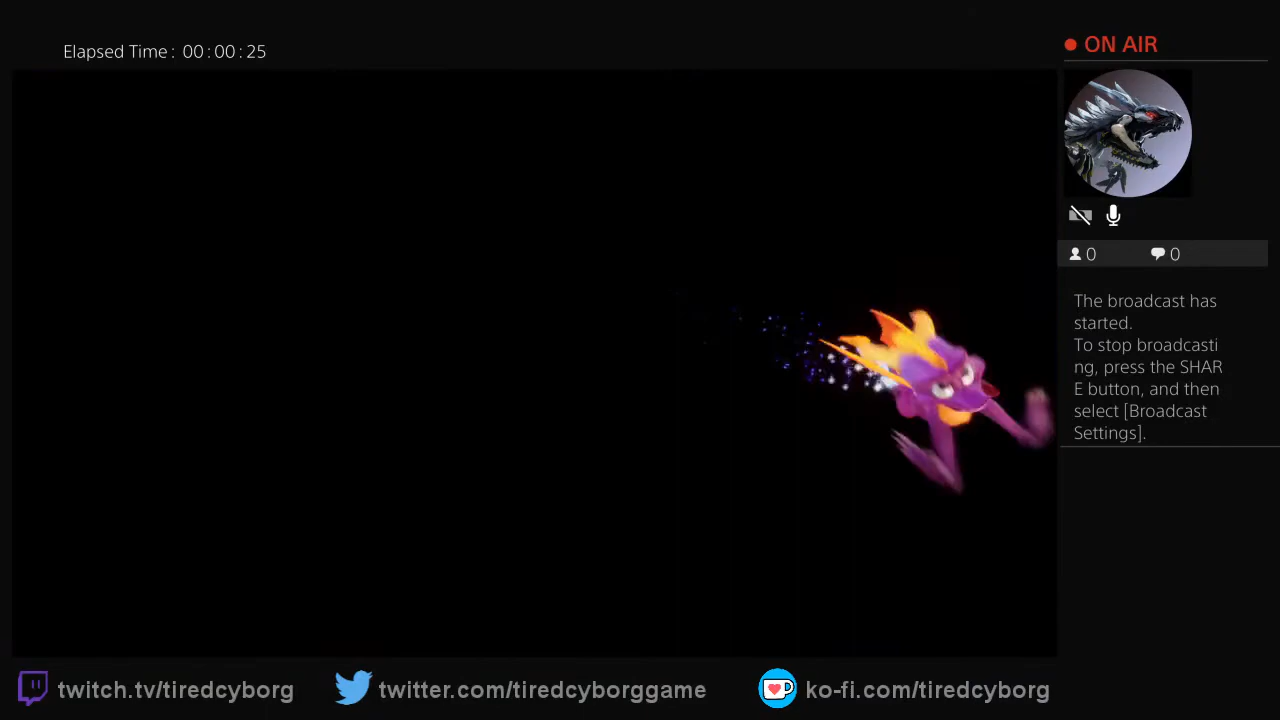 Elapsed Time: 00:00:25
ON AIR
0 0
The broadcast has
started.
To stop broadcasti
ng, press the SHAR
E button, and then
select [Broadcast
Settings].
twitch.tv/tiredcyborg twitter.com/tiredcyborggame ko-fi.com/tiredcyborg